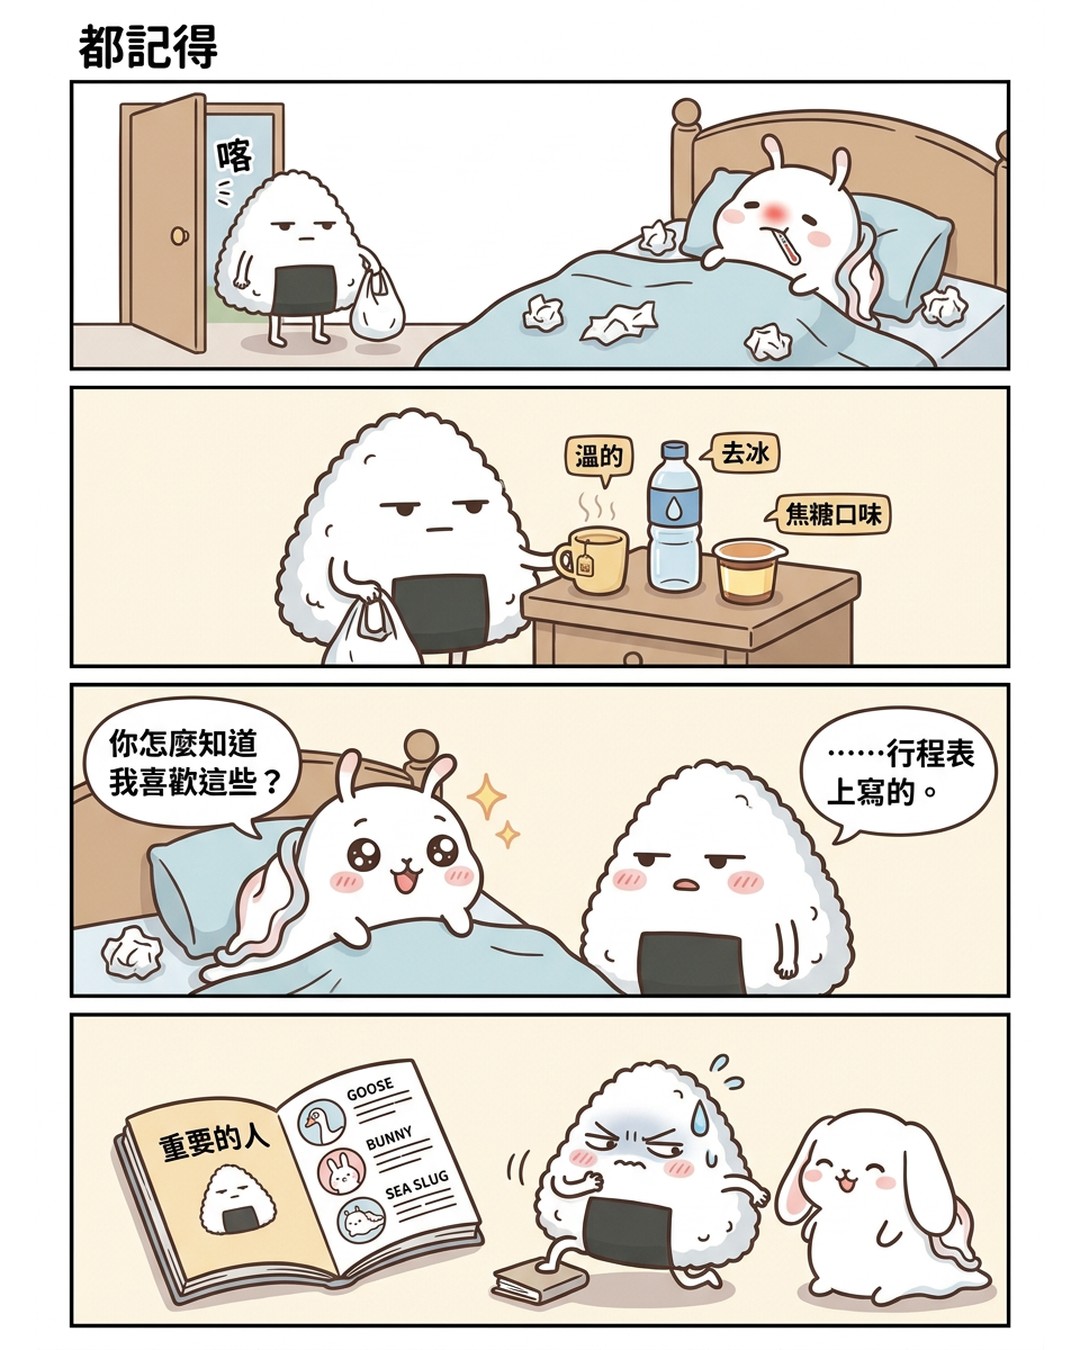 都記得
喀
溫的
去冰
焦糖口味
你怎麼知道
我喜歡這些？
……行程表
上寫的。
重要的人
GOOSE
BUNNY
SEA SLUG